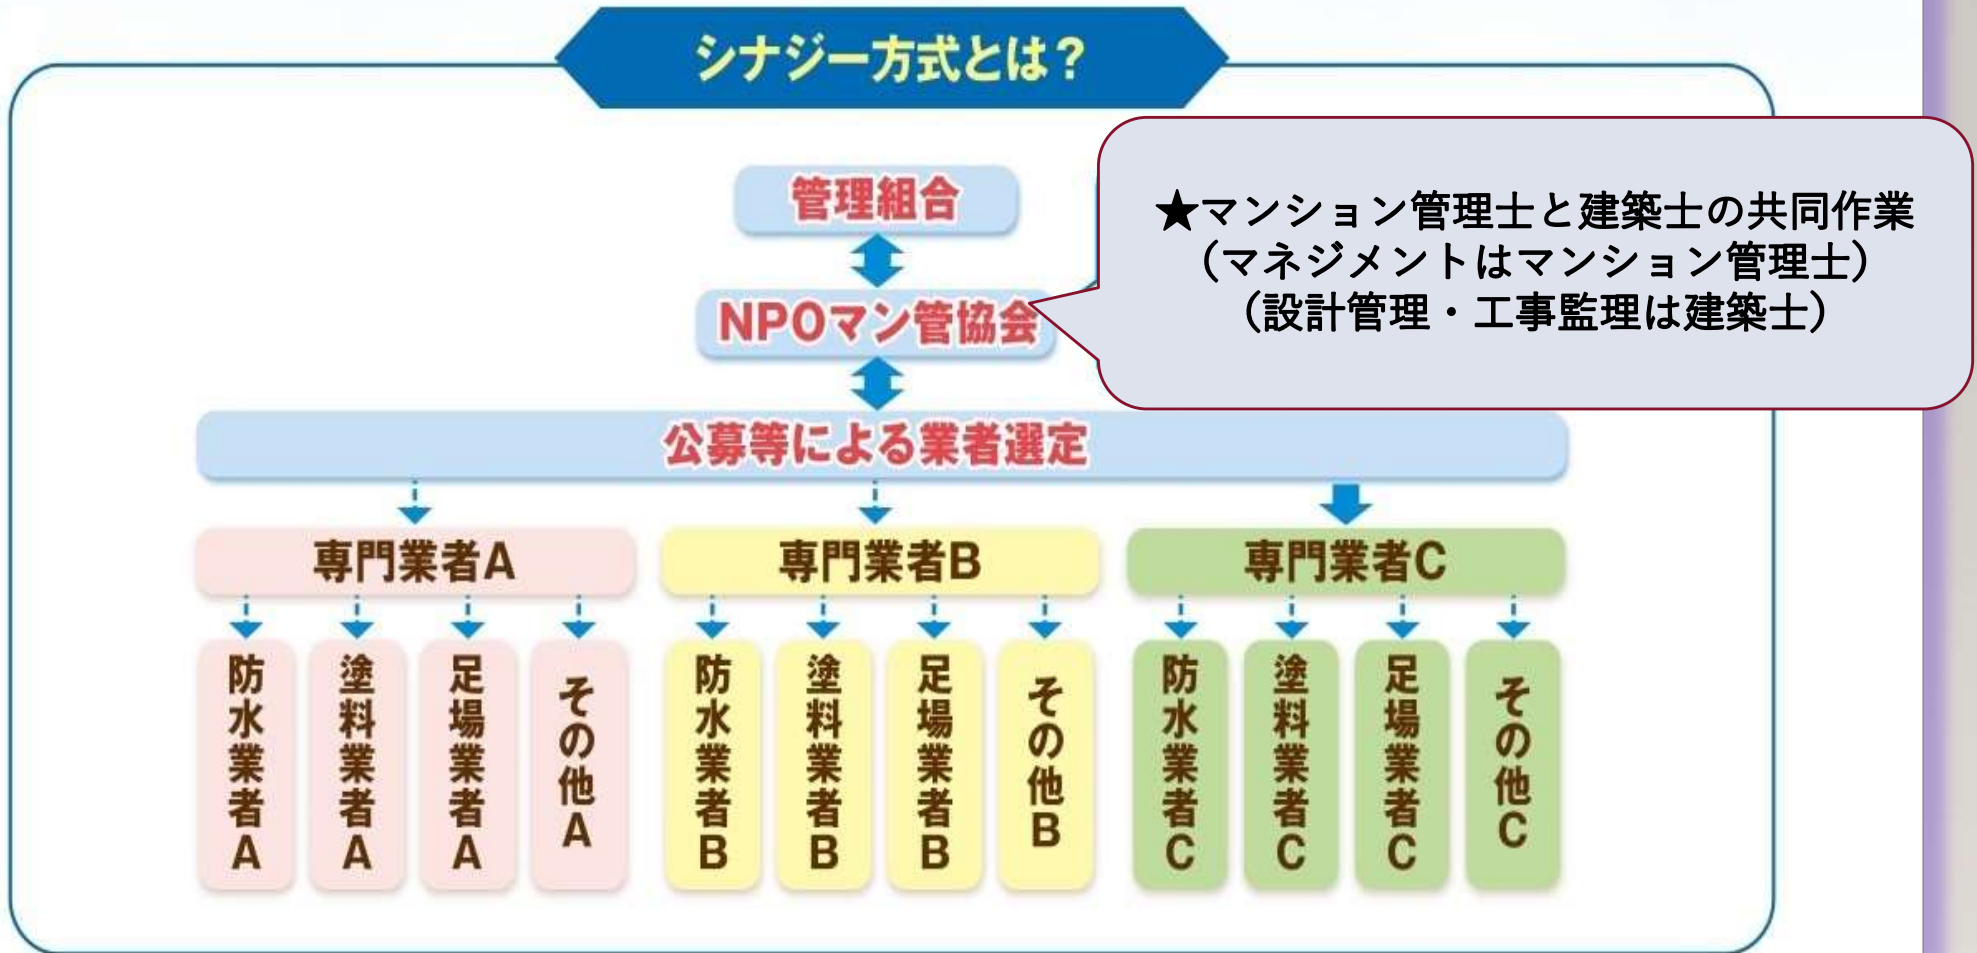 シナジー方式とは？
管理組合
★マンション管理士と建築士の共同作業
（マネジメントはマンション管理士）
（設計管理・工事監理は建築士）
NPOマン管協会
公募等による業者選定
専門業者A
専門業者B
専門業者C
防水業者A
塗料業者A
足場業者A
その他A
防水業者B
塗料業者B
足場業者B
その他B
防水業者C
塗料業者C
足場業者C
その他C